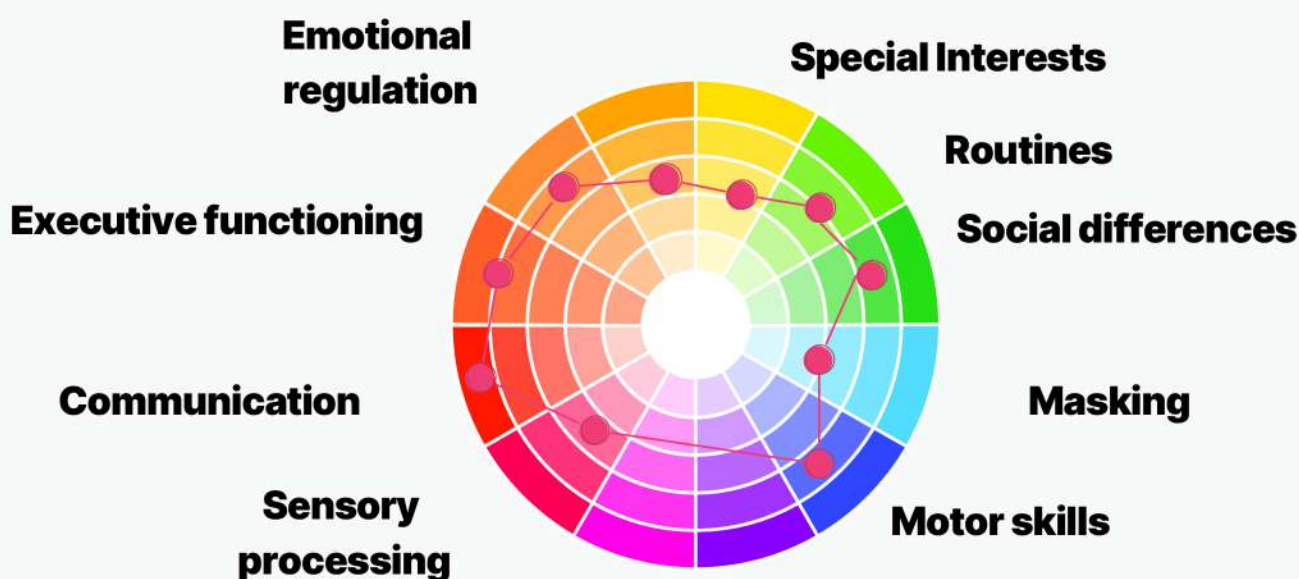 Emotional
regulation
Special Interests
Routines
Executive functioning
Social differences
Communication
Masking
Sensory
processing
Motor skills